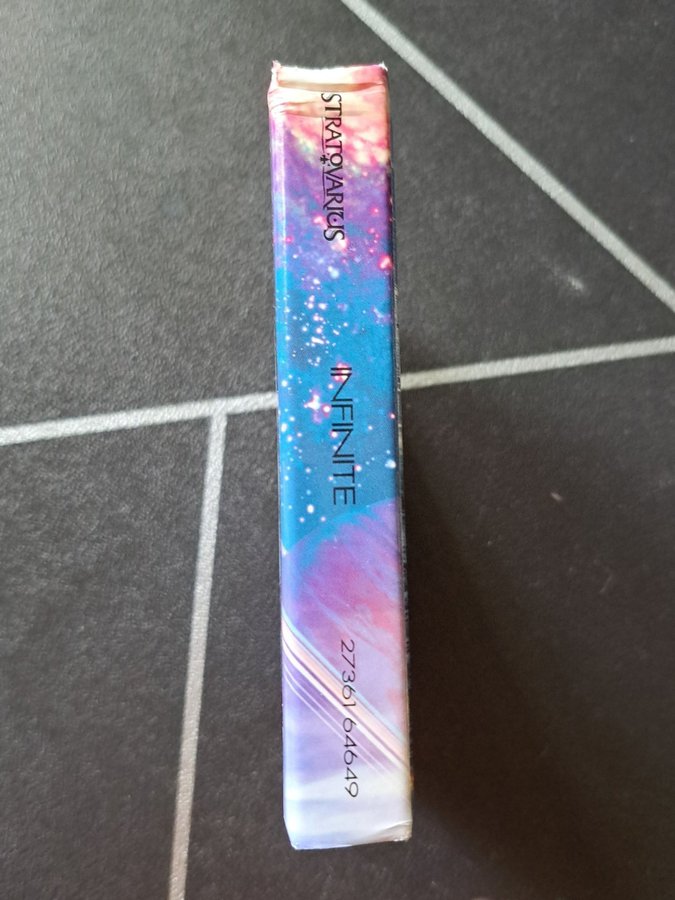 STRATOVARIUS
INFINITE
27361 64649